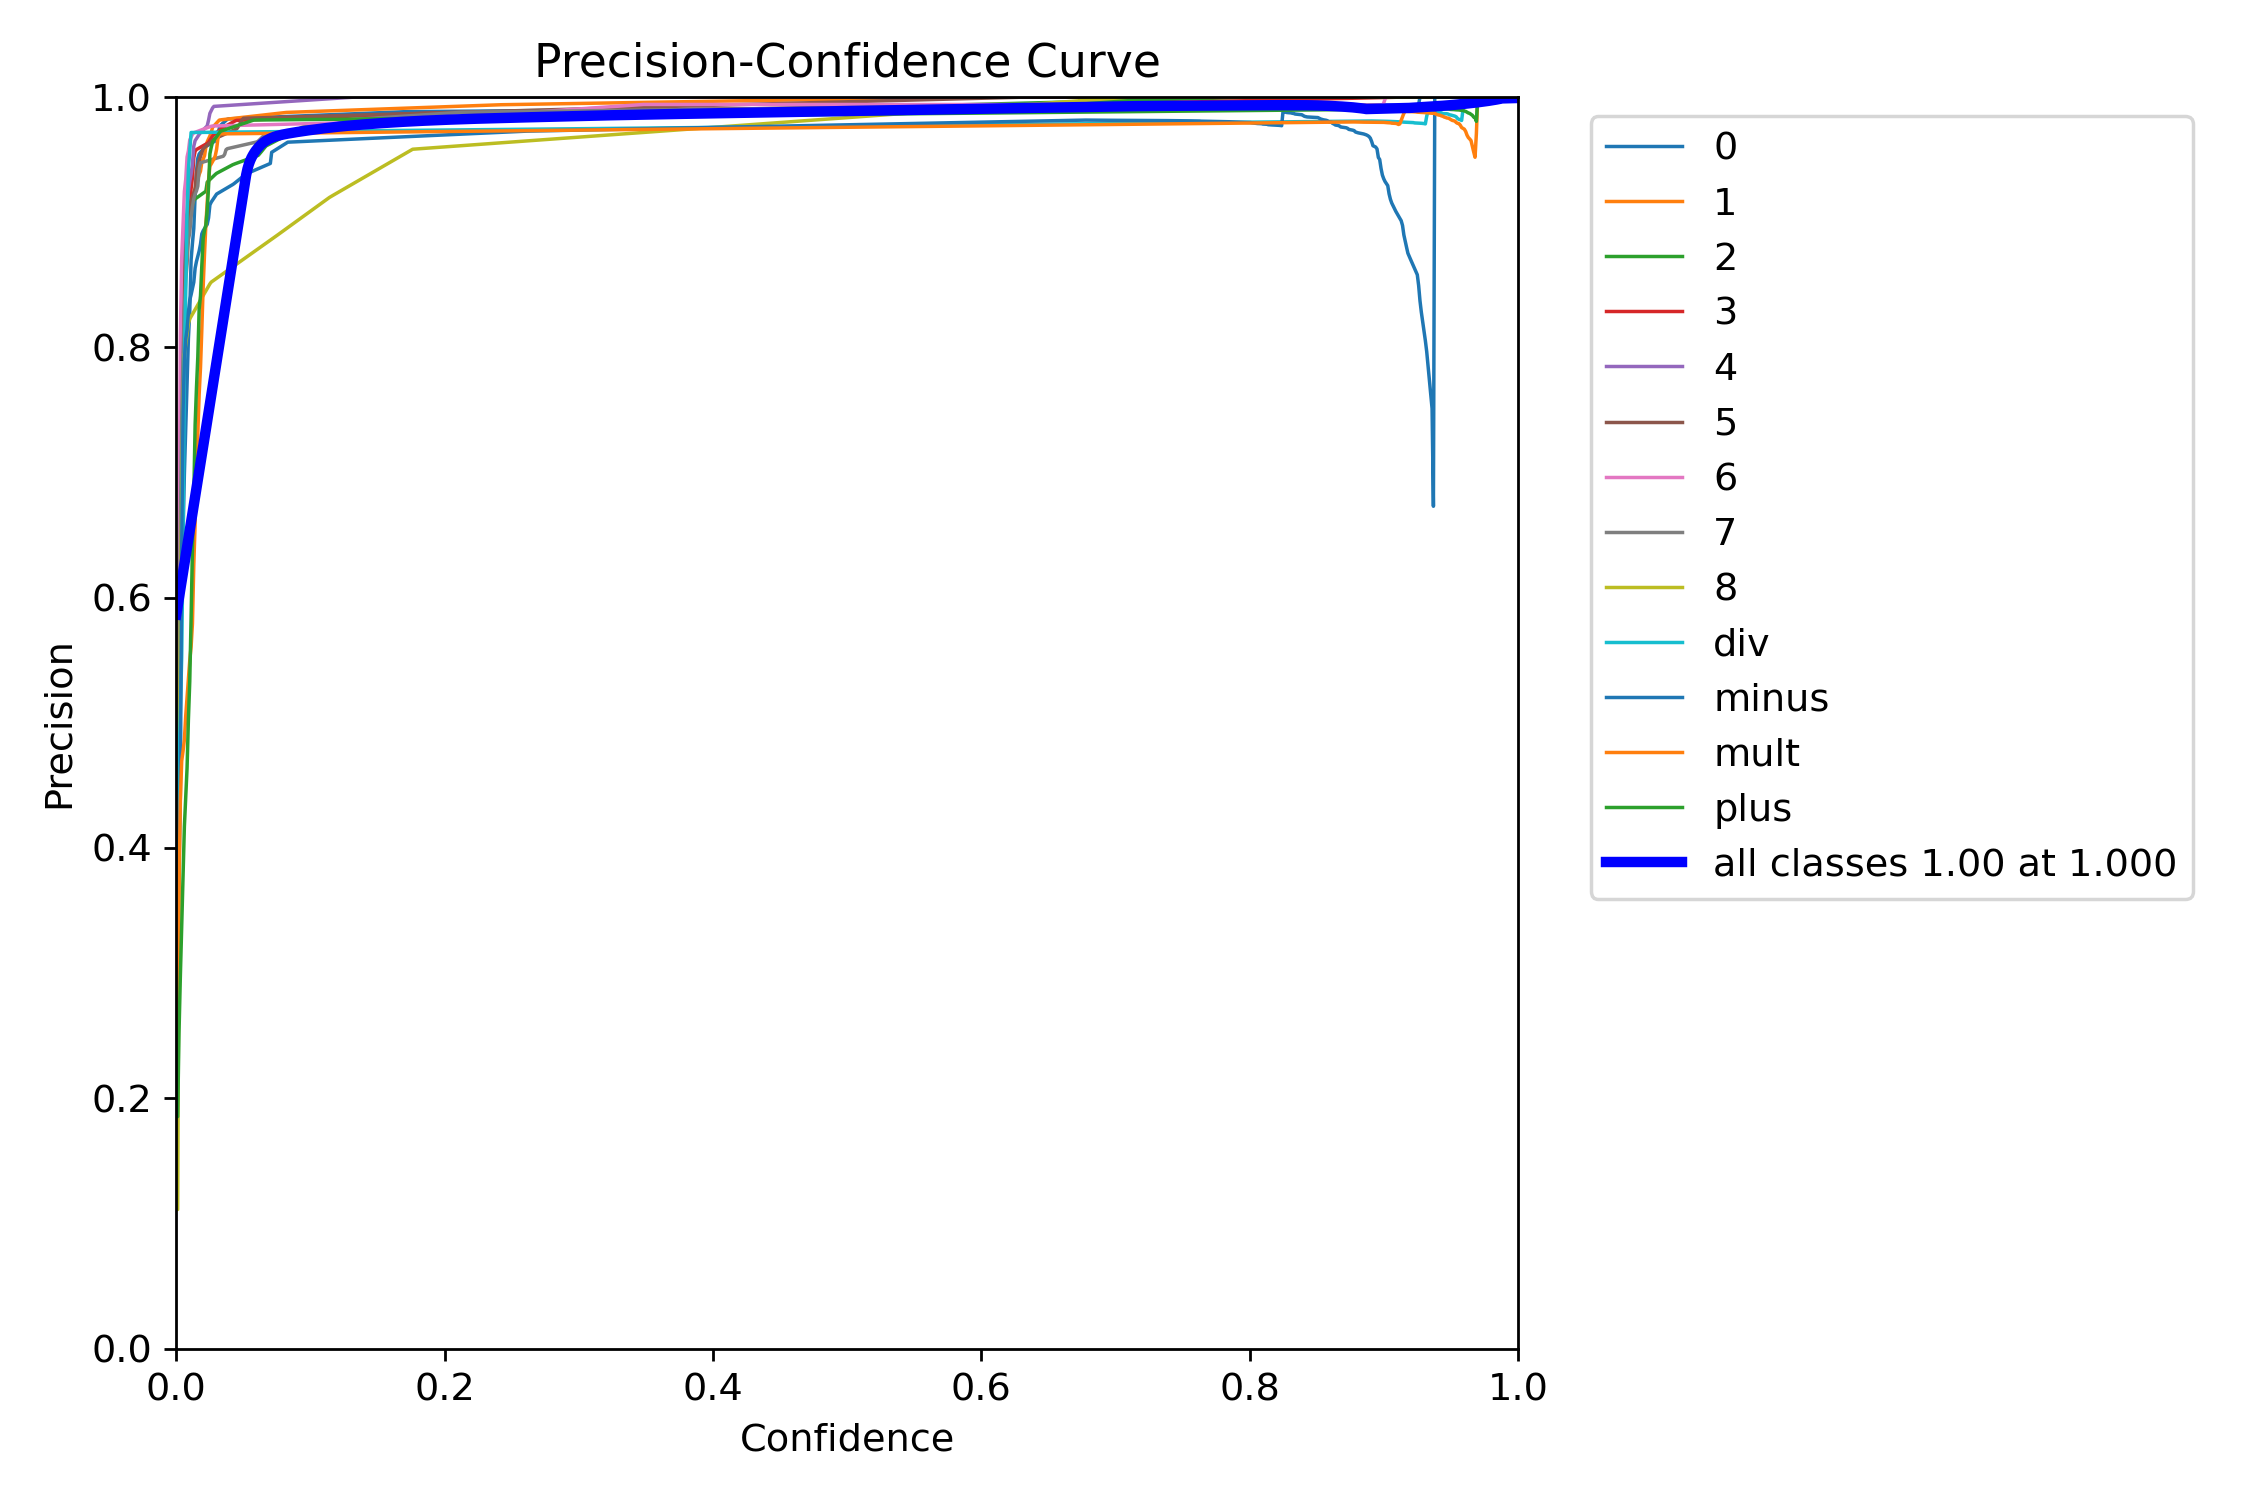 Precision-Confidence Curve
1.0
0.8
0.6
0.4
0.2
0.0
Precision
0.0 0.2 0.4 0.6 0.8 1.0
Confidence
0
1
2
3
4
5
6
7
8
div
minus
mult
plus
all classes 1.00 at 1.000